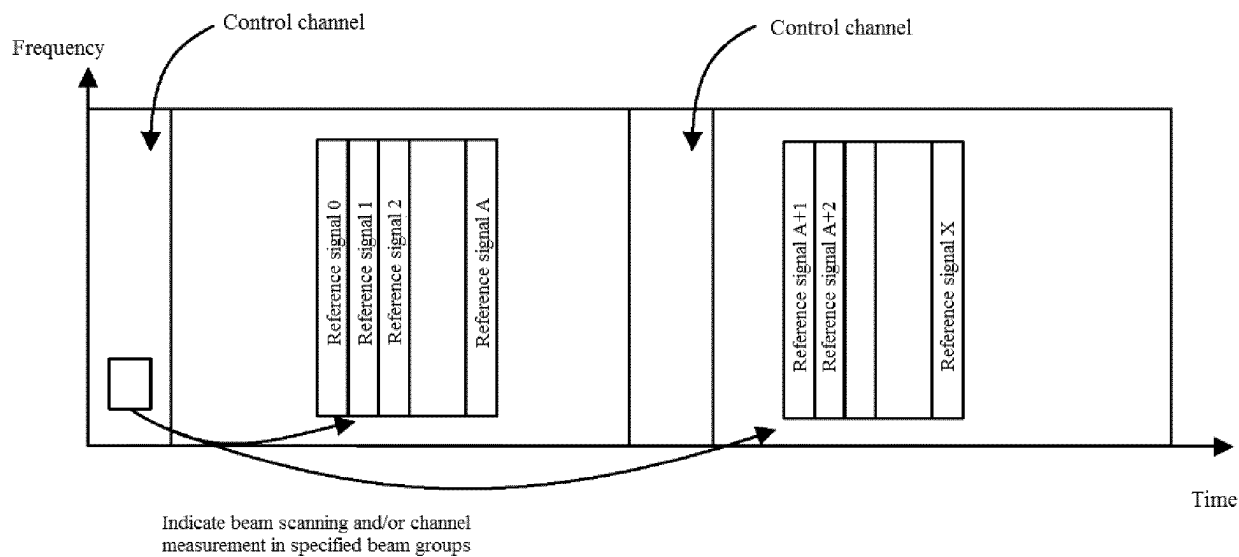 Control channel
Control channel
Frequency
Reference signal 0
Reference signal 1
Reference signal 2
Reference signal A
Reference signal A+1
Reference signal A+2
Reference signal X
Time
Indicate beam scanning and/or channel
measurement in specified beam groups